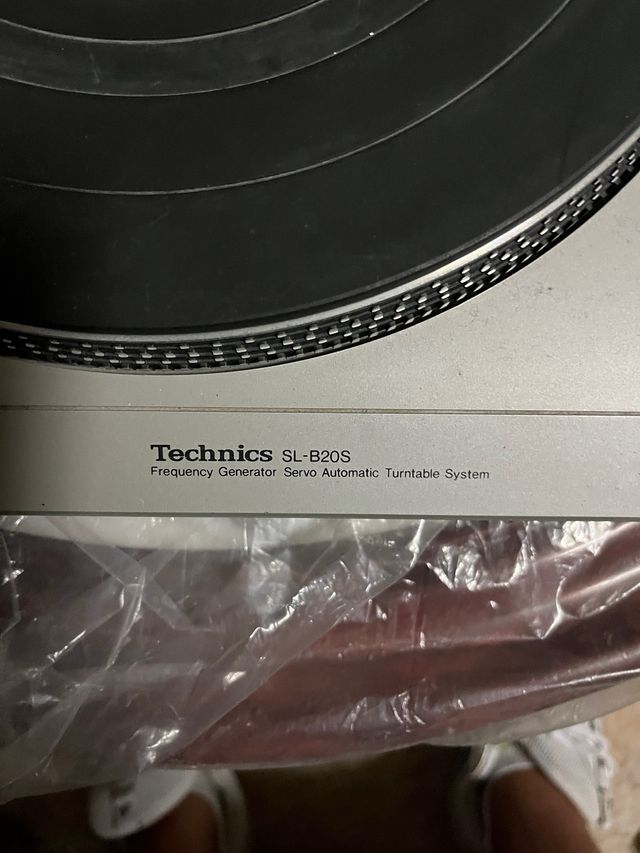 Technics SL-B20S
Frequency Generator Servo Automatic Turntable System